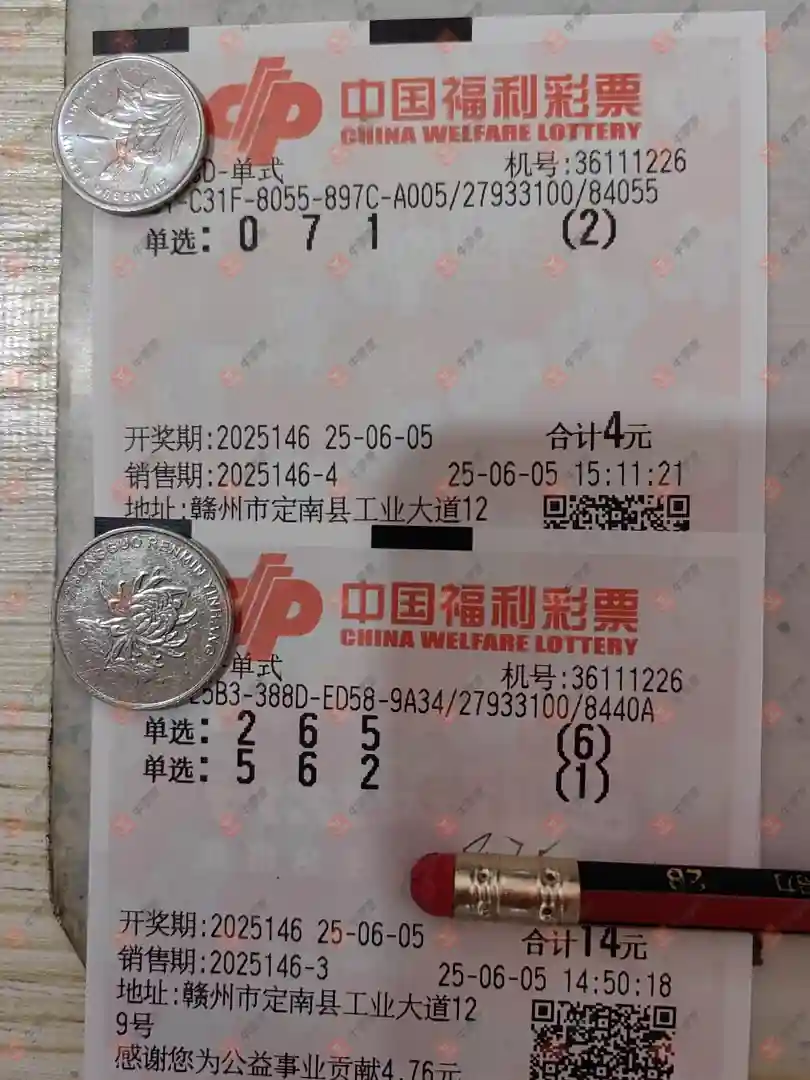 中国福利彩票
CHINA WELFARE LOTTERY
D-单式 机号:36111226
-C31F-8055-897C-A005/27933100/84055
单选: 0 7 1 (2)
开奖期:2025146 25-06-05 合计4元
销售期:2025146-4 25-06-05 15:11:21
地址:赣州市定南县工业大道12
ZHONGGUO RENMIN YINHANG
中国福利彩票
CHINA WELFARE LOTTERY
-单式 机号:36111226
25B3-388D-ED58-9A34/27933100/8440A
单选: 2 6 5 (6)
单选: 5 6 2 (1)
2B
开奖期:2025146 25-06-05 合计14元
销售期:2025146-3 25-06-05 14:50:18
地址:赣州市定南县工业大道12
9号
感谢您为公益事业贡献4.76元